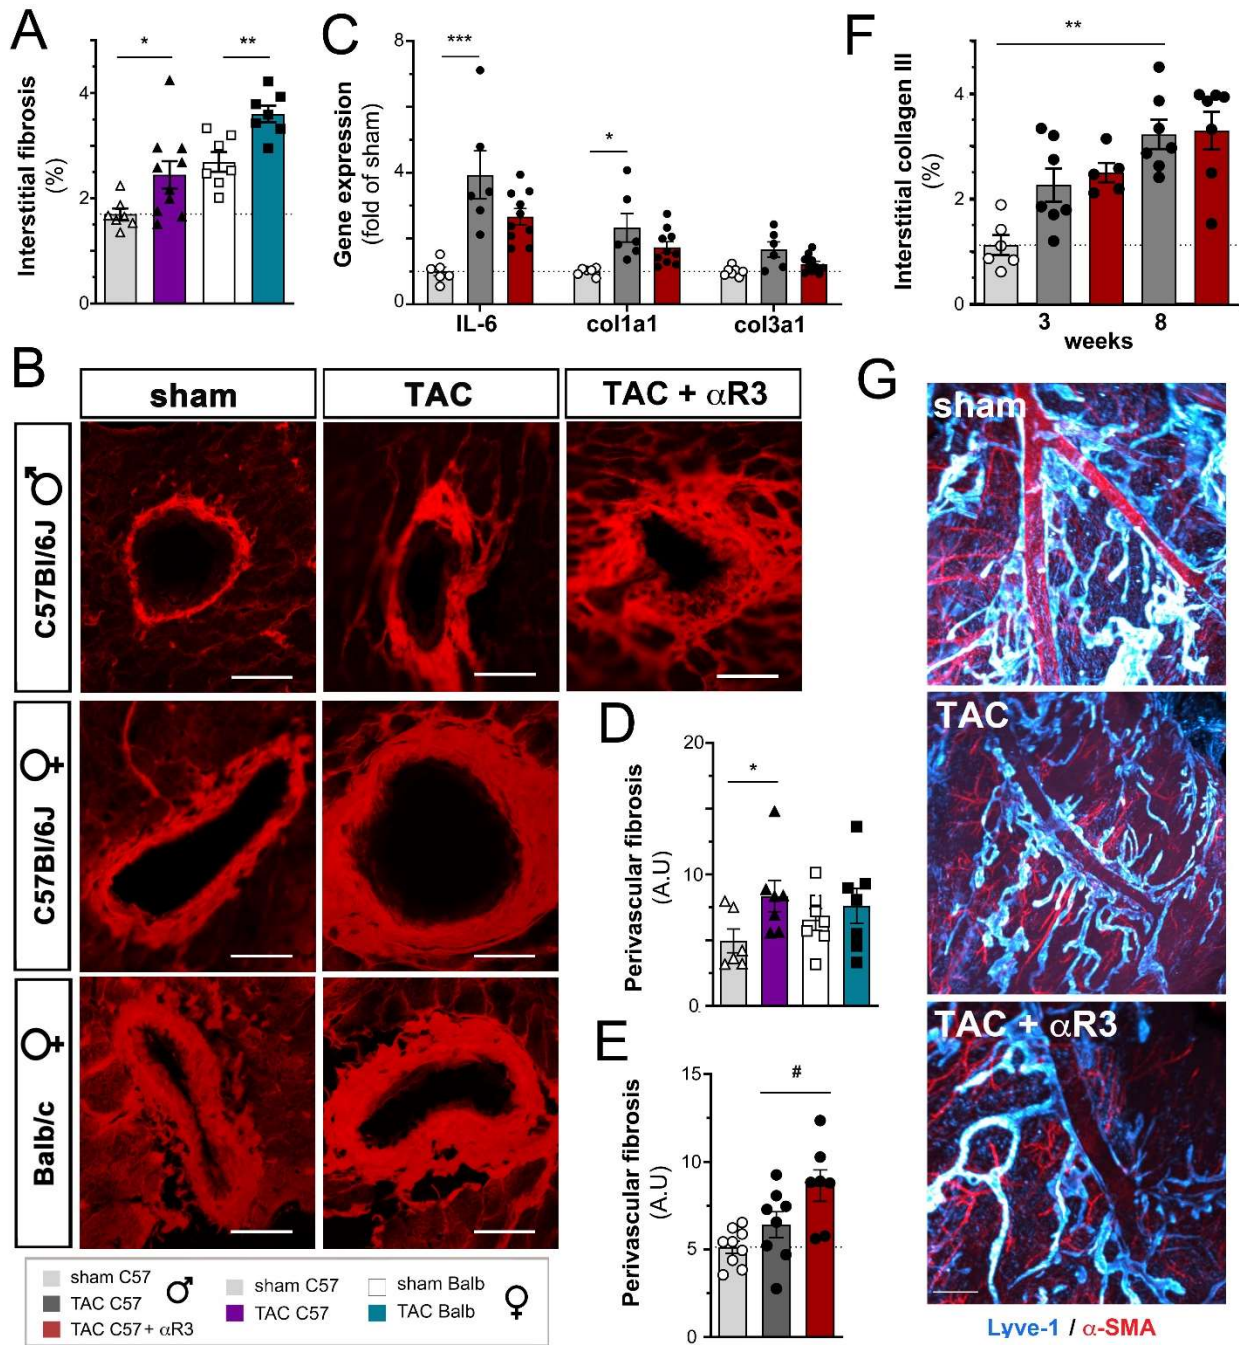 A
Interstitial fibrosis
(%)
4
2
0
*
**
C
Gene expression
(fold of sham)
8
4
0
***
*
IL-6
col1a1
col3a1
F
Interstitial collagen III
(%)
4
2
0
**
3
8
weeks
B
sham
TAC
TAC + αR3
C57Bl/6J ♂
C57Bl/6J ♀
Balb/c ♀
D
Perivascular fibrosis
(A.U)
20
10
0
*
E
Perivascular fibrosis
(A.U)
15
10
5
0
#
G
sham
TAC
TAC + αR3
Lyve-1 / α-SMA
sham C57
TAC C57
TAC C57 + αR3
♂
sham C57
TAC C57
sham Balb
TAC Balb
♀